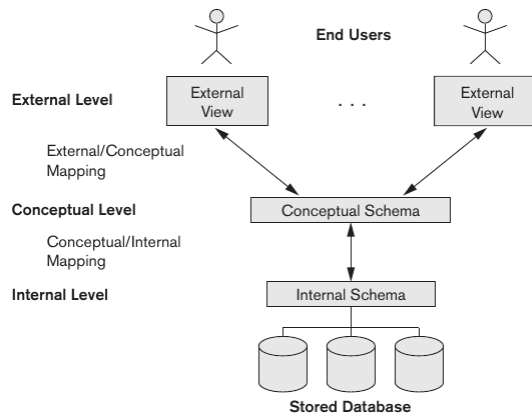 End Users
External Level
External
View
. . .
External
View
External/Conceptual
Mapping
Conceptual Level
Conceptual Schema
Conceptual/Internal
Mapping
Internal Level
Internal Schema
Stored Database